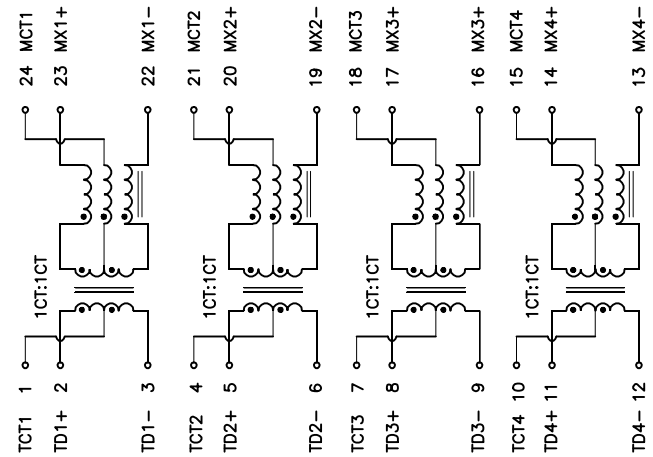 24 MCT1
23 MX1+
22 MX1-
21 MCT2
20 MX2+
19 MX2-
18 MCT3
17 MX3+
16 MX3+
15 MCT4
14 MX4+
13 MX4-
1CT:1CT
1CT:1CT
1CT:1CT
1CT:1CT
TCT1 1
TD1+ 2
TD1- 3
TCT2 4
TD2+ 5
TD2- 6
TCT3 7
TD3+ 8
TD3- 9
TCT4 10
TD4+ 11
TD4- 12